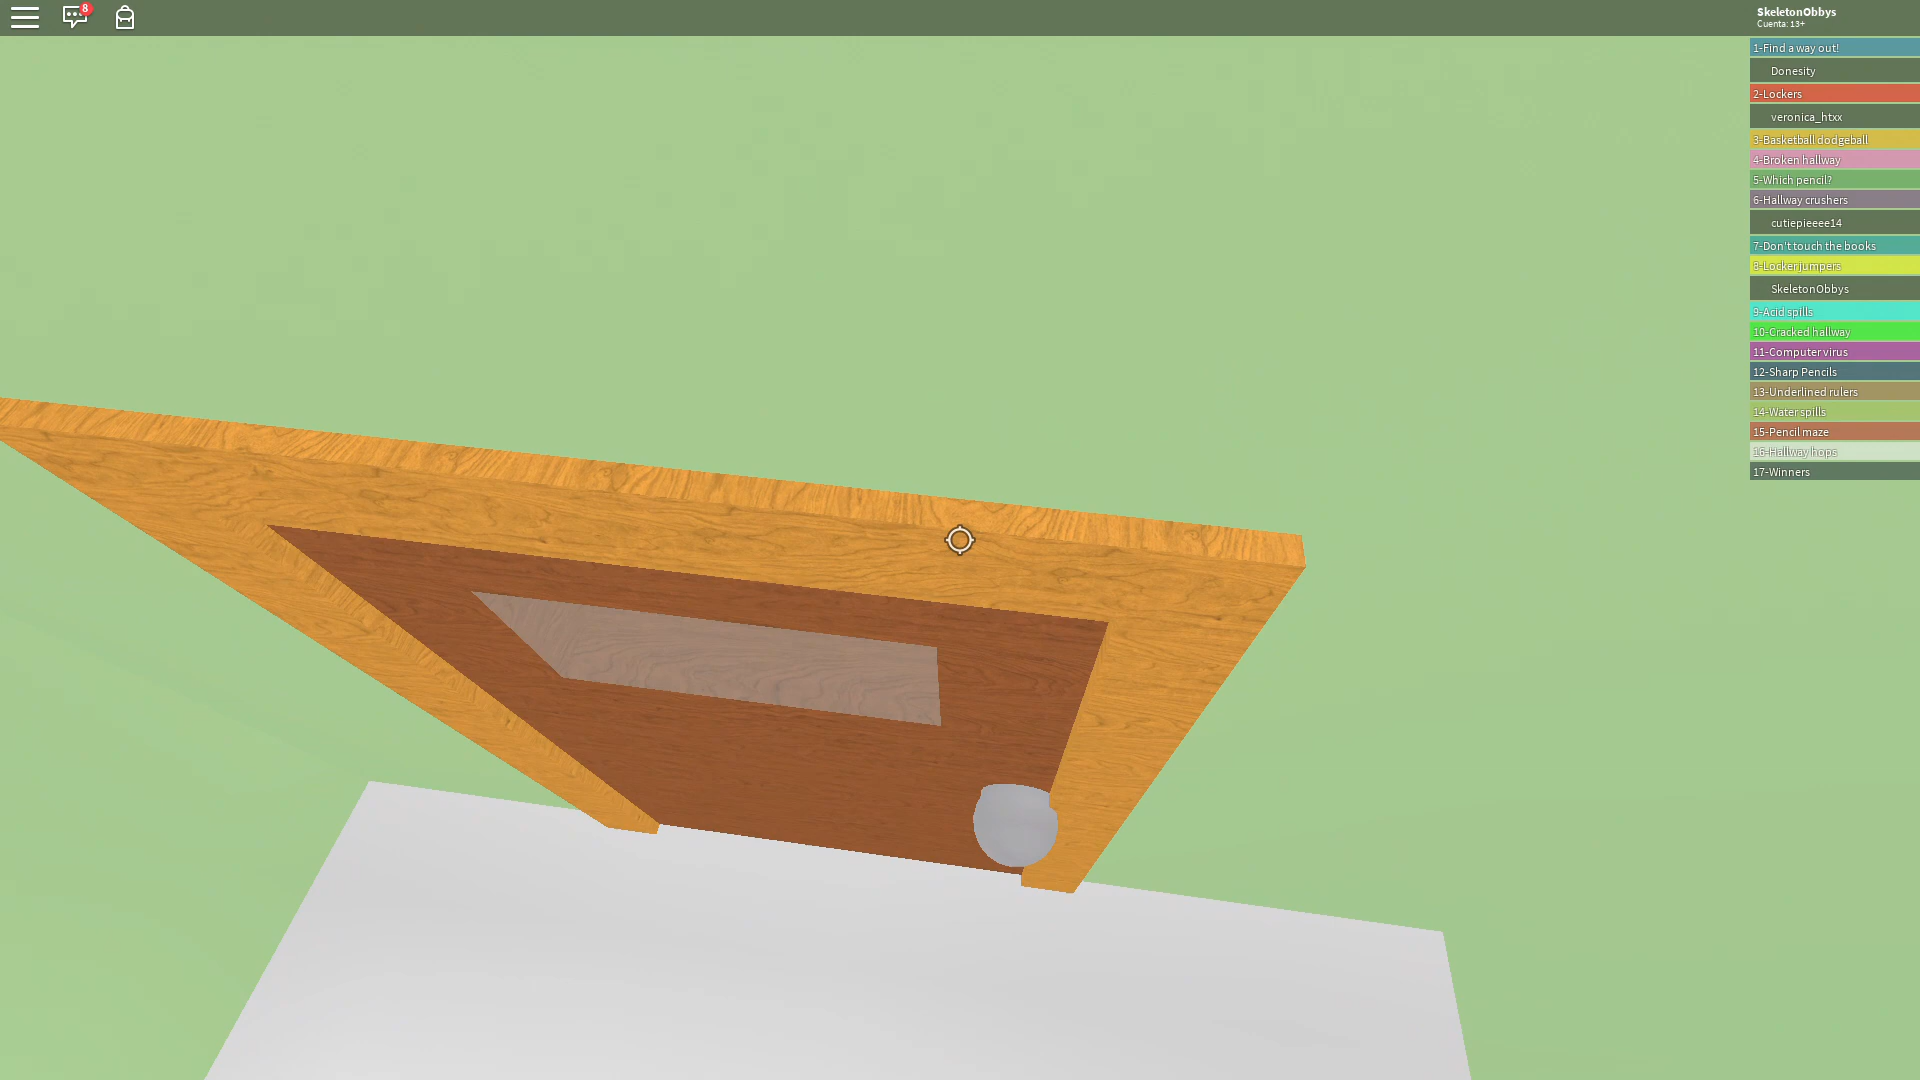 8
SkeletonObbys
Cuenta: 13+
1-Find a way out!
Donesity
2-Lockers
veronica_htxx
3-Basketball dodgeball
4-Broken hallway
5-Which pencil?
6-Hallway crushers
cutiepieeee14
7-Don't touch the books
8-Locker jumpers
SkeletonObbys
9-Acid spills
10-Cracked hallway
11-Computer virus
12-Sharp Pencils
13-Underlined rulers
14-Water spills
15-Pencil maze
16-Hallway hops
17-Winners